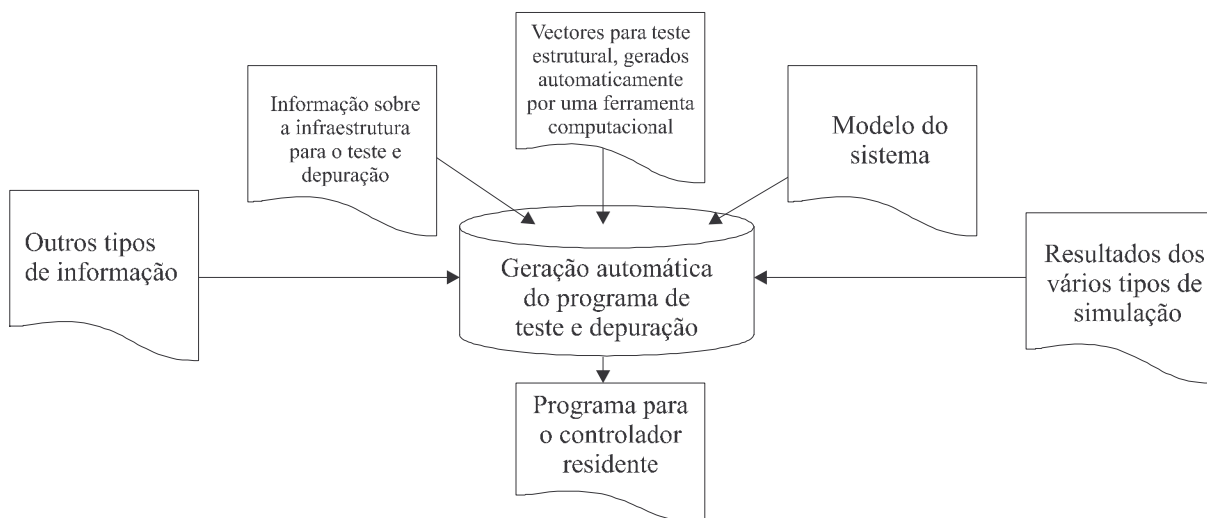 Vectores para teste
estrutural, gerados
automaticamente
por uma ferramenta
computacional
Informação sobre
a infraestrutura
para o teste e
depuração
Modelo do
sistema
Outros tipos
de informação
Geração automática
do programa de
teste e depuração
Resultados dos
vários tipos de
simulação
Programa para
o controlador
residente